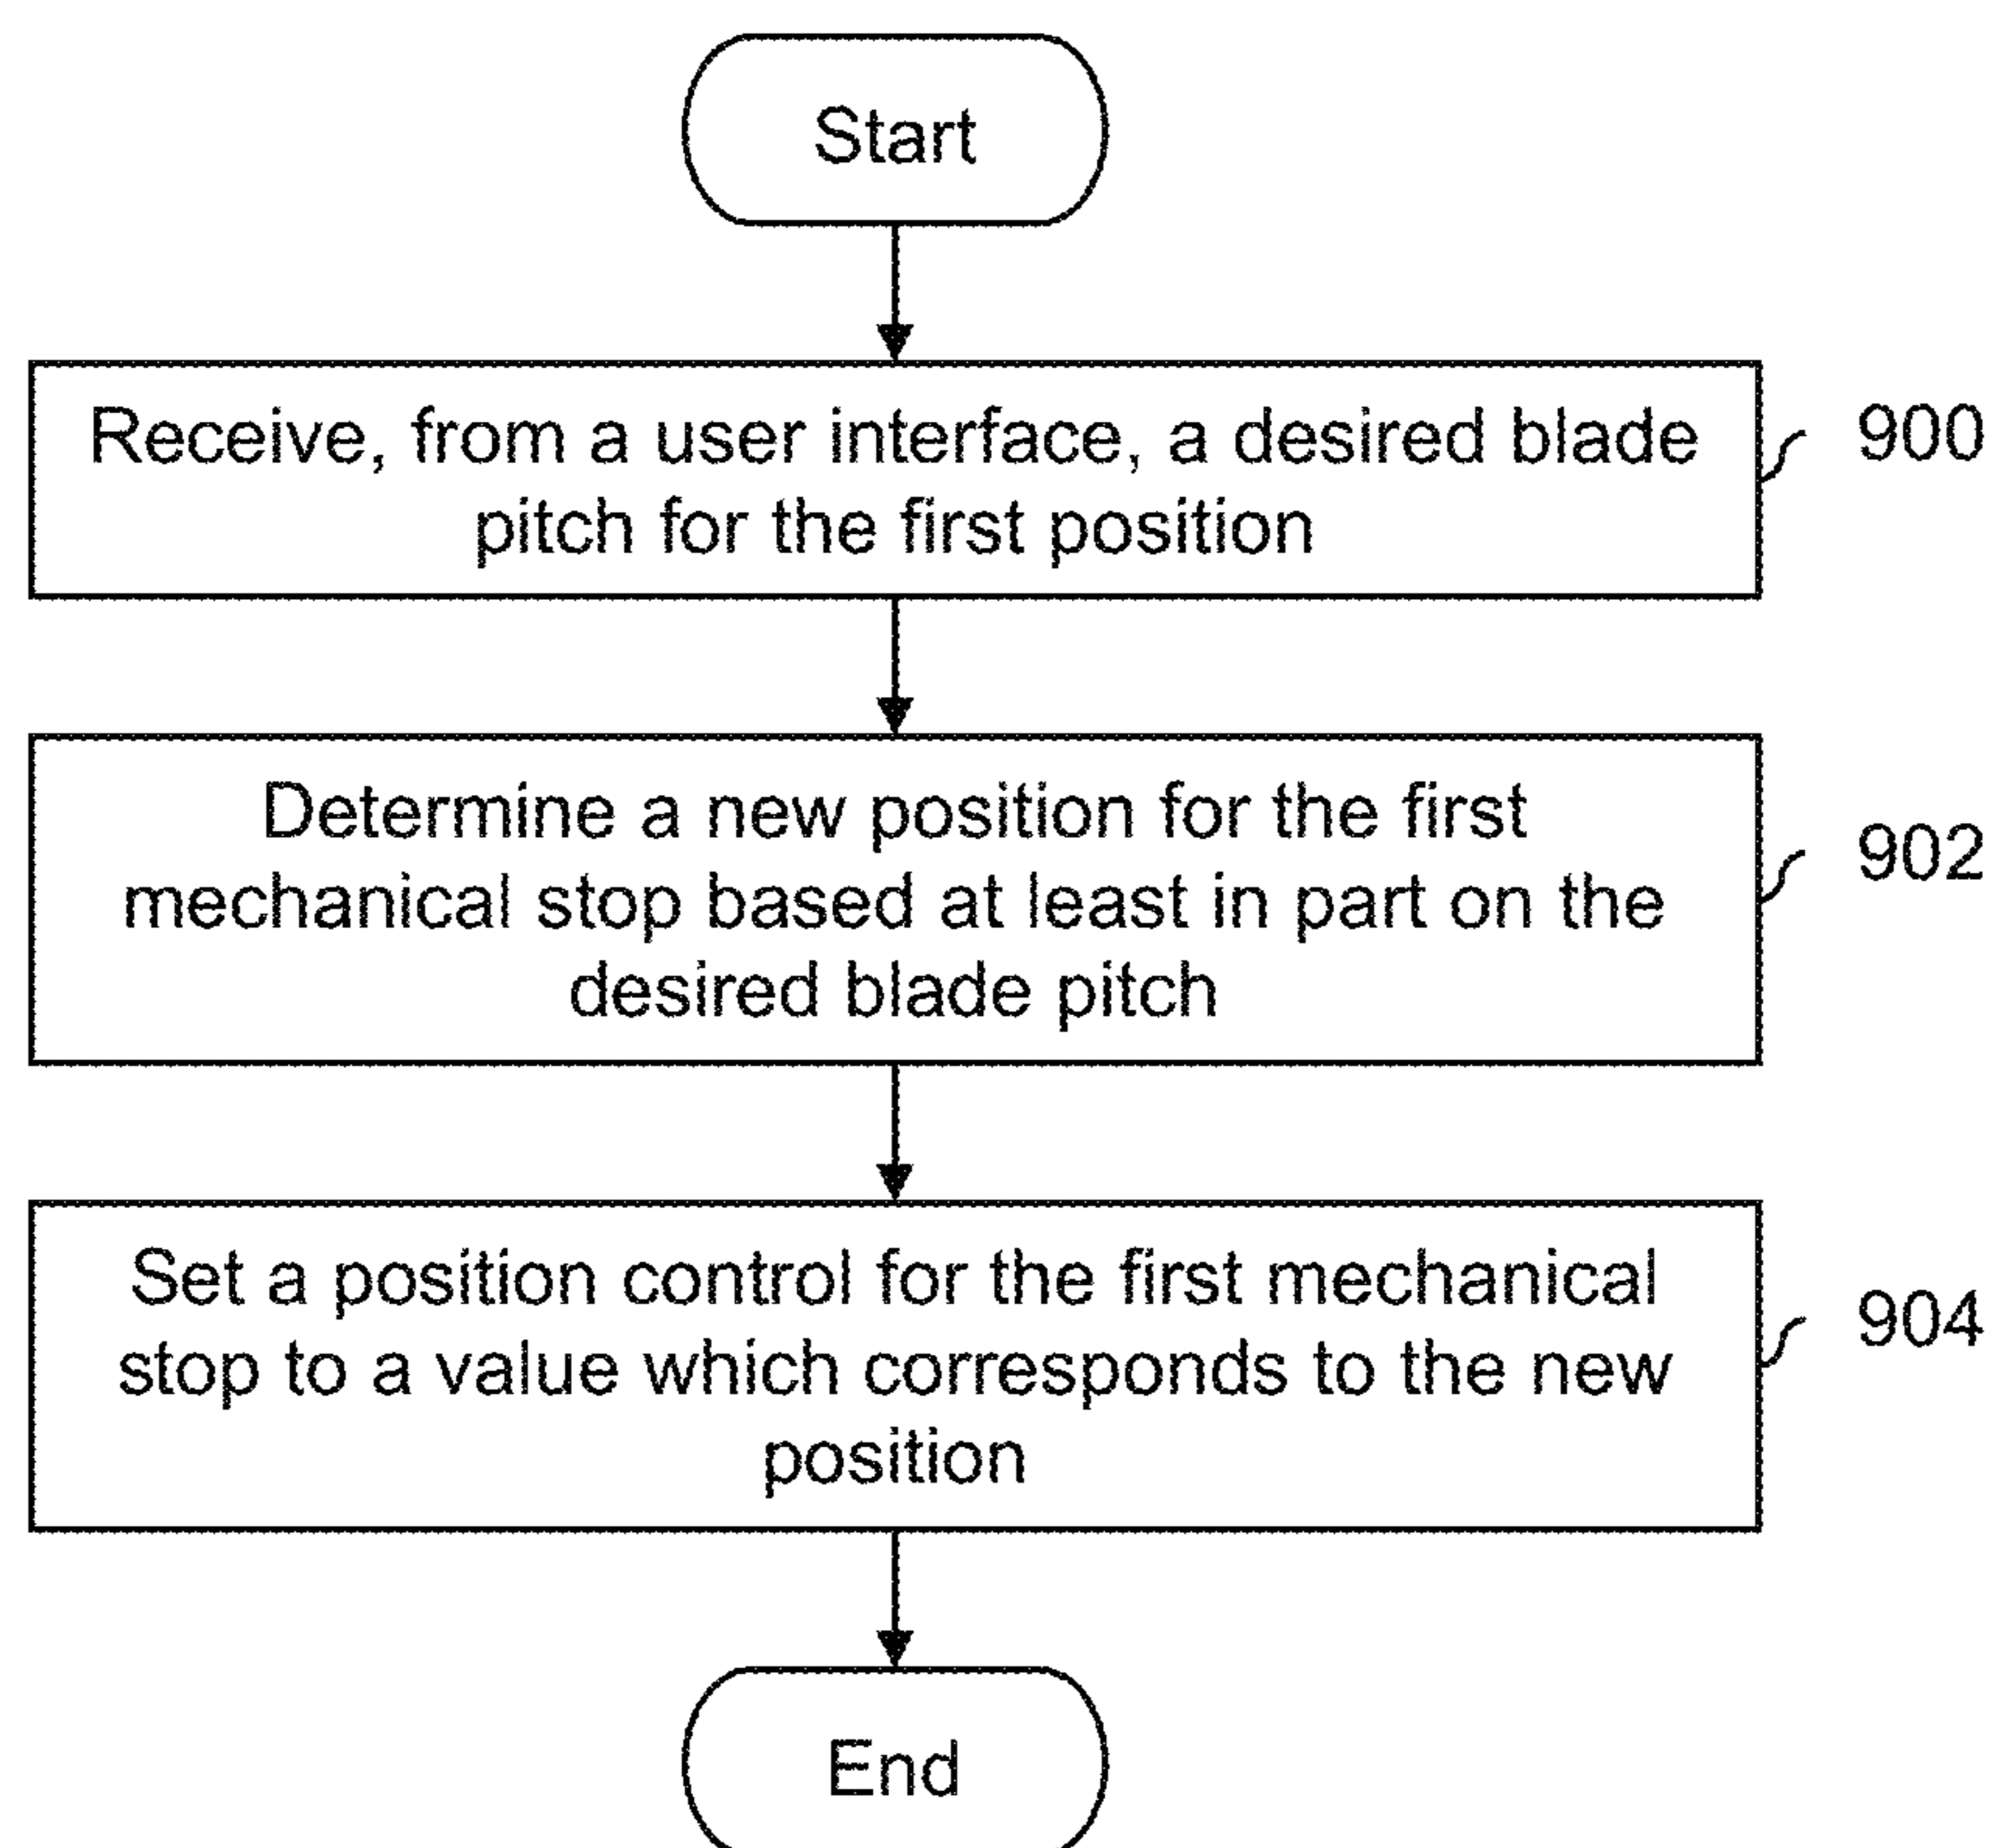 Start
Receive, from a user interface, a desired blade
pitch for the first position
900
Determine a new position for the first
mechanical stop based at least in part on the
desired blade pitch
902
Set a position control for the first mechanical
stop to a value which corresponds to the new
position
904
End